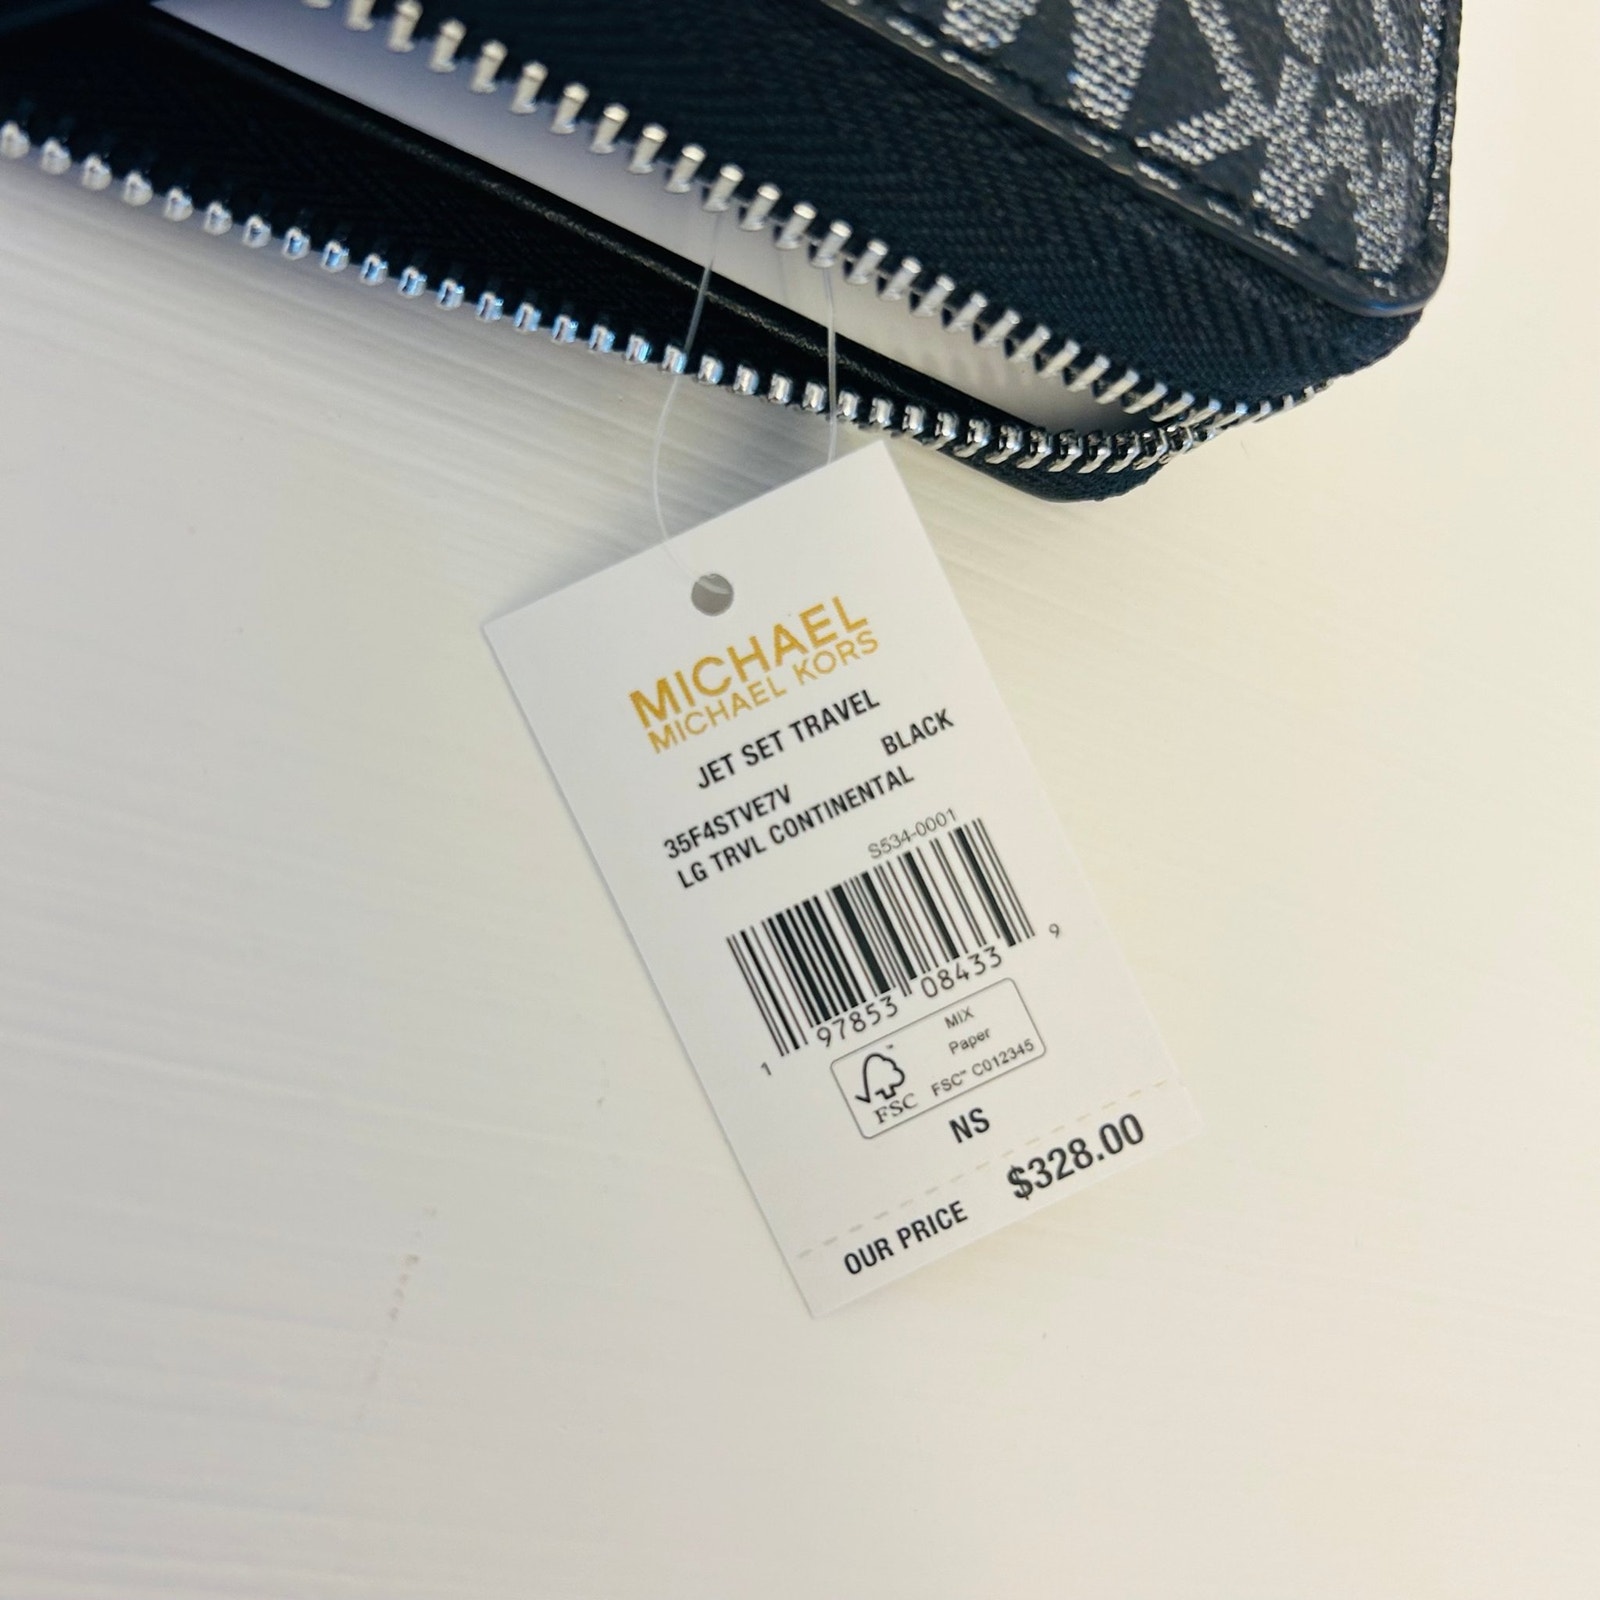 MICHAEL
MICHAEL KORS
JET SET TRAVEL
BLACK
35F4STVE7V
LG TRVL CONTINENTAL
S534-0001
1 97853 08433 9
MIX
Paper
FSC™ C012345
FSC™
NS
OUR PRICE $328.00